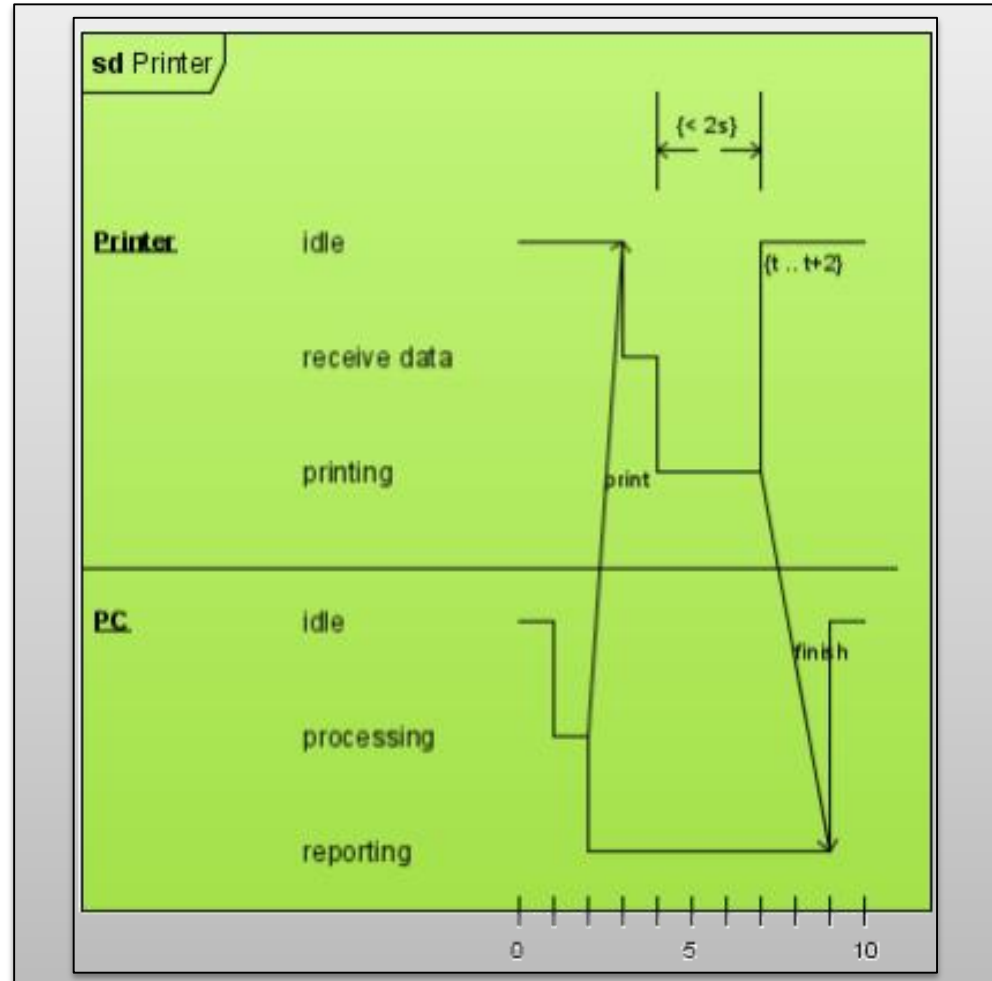 sd Printer
{< 2s}
Printer
idle
{t .. t+2}
receive data
printing
print
PC
idle
finish
processing
reporting
0
5
10